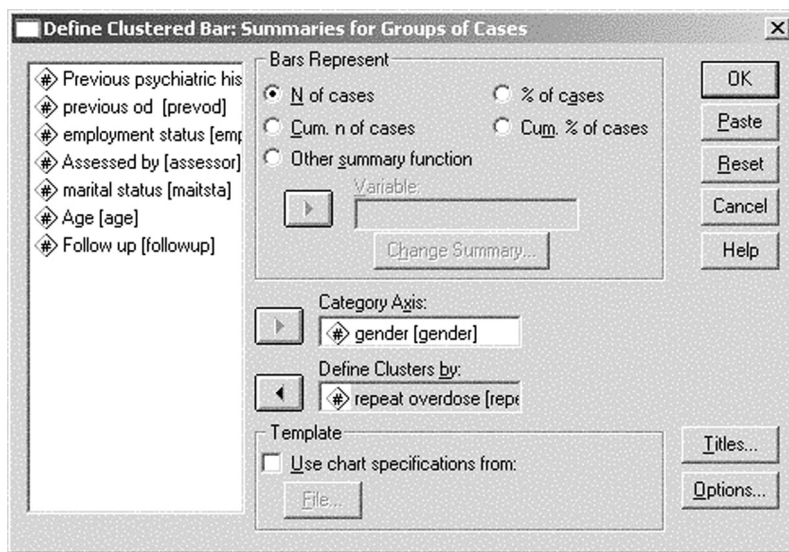 Define Clustered Bar: Summaries for Groups of Cases
# Previous psychiatric his
# previous od [prevod]
# employment status [emp
# Assessed by [assessor]
# marital status [maitsta]
# Age [age]
# Follow up [followup]
Bars Represent
N of cases
% of cases
Cum. n of cases
Cum. % of cases
Other summary function
Variable:
Change Summary...
Category Axis:
# gender [gender]
Define Clusters by:
# repeat overdose [repe
Template
Use chart specifications from:
File...
OK
Paste
Reset
Cancel
Help
Titles...
Options...